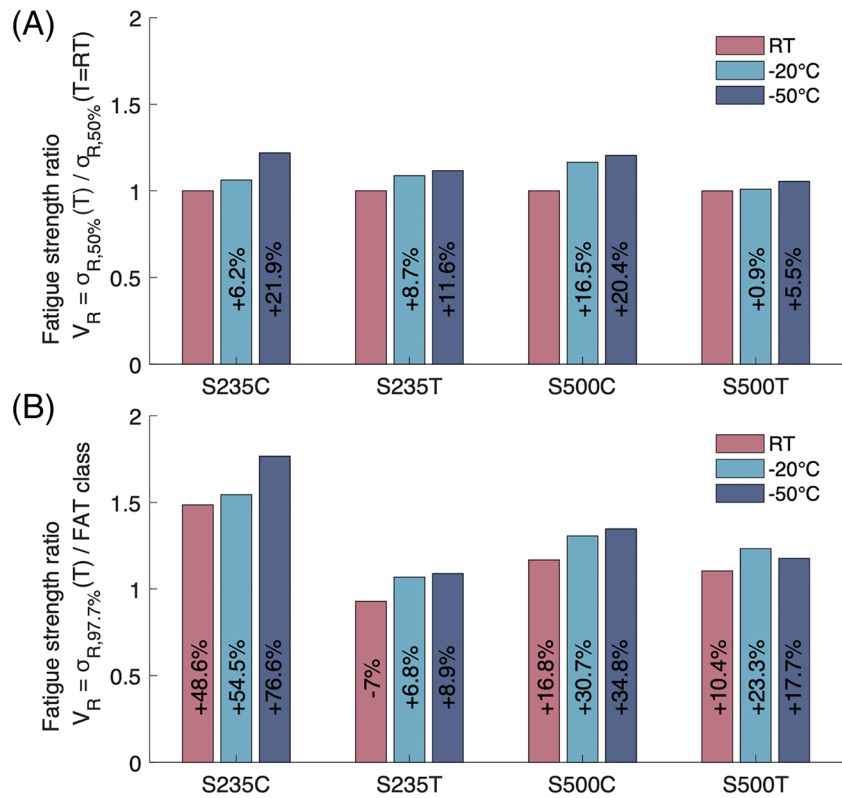 (A)
Fatigue strength ratio
V_R = σ_R,50% (T) / σ_R,50% (T=RT)
2
1.5
1
0.5
0
RT
-20°C
-50°C
+6.2%
+21.9%
+8.7%
+11.6%
+16.5%
+20.4%
+0.9%
+5.5%
S235C
S235T
S500C
S500T
(B)
Fatigue strength ratio
V_R = σ_R,97.7% (T) / FAT class
2
1.5
1
0.5
0
RT
-20°C
-50°C
+48.6%
+54.5%
+76.6%
-7%
+6.8%
+8.9%
+16.8%
+30.7%
+34.8%
+10.4%
+23.3%
+17.7%
S235C
S235T
S500C
S500T